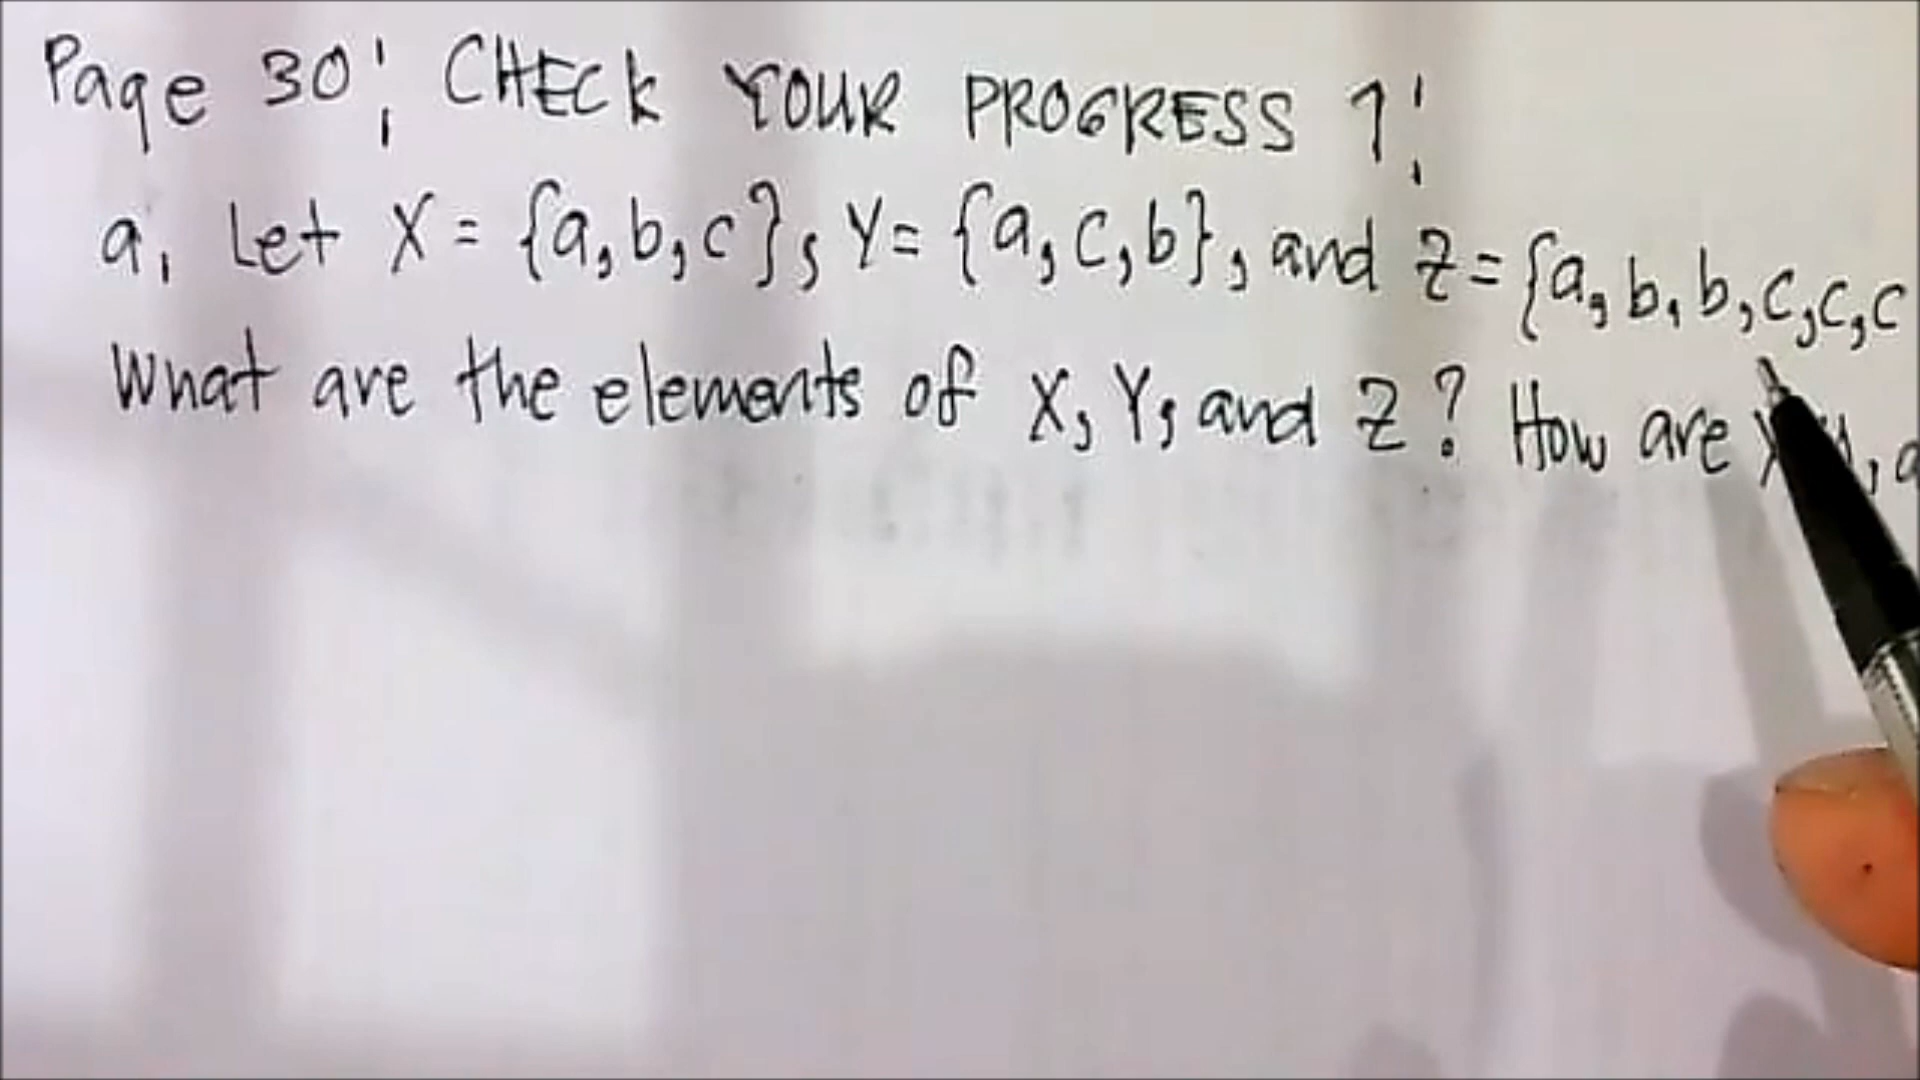 Page 30: CHECK YOUR PROGRESS 1:
a. Let X = {a, b, c}, Y = {a, c, b}, and Z = {a, b, b, c, c, c
What are the elements of X, Y, and Z? How are